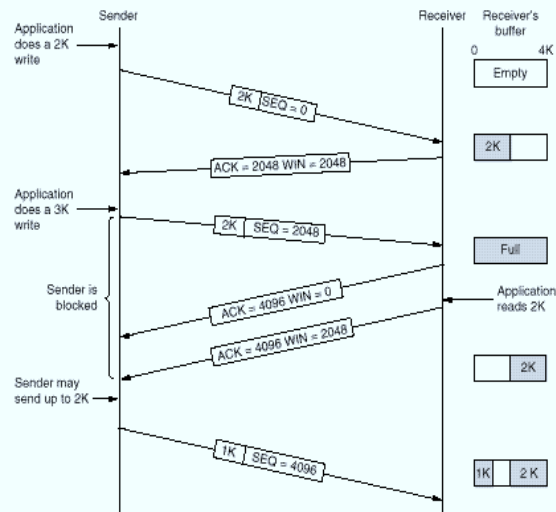 Sender
Receiver
Receiver's
buffer
Application
does a 2K
write
0 4K
Empty
2K SEQ = 0
2K
ACK = 2048 WIN = 2048
Application
does a 3K
write
2K SEQ = 2048
Full
Sender is
blocked
ACK = 4096 WIN = 0
Application
reads 2K
ACK = 4096 WIN = 2048
2K
Sender may
send up to 2K
1K SEQ = 4096
1K 2 K